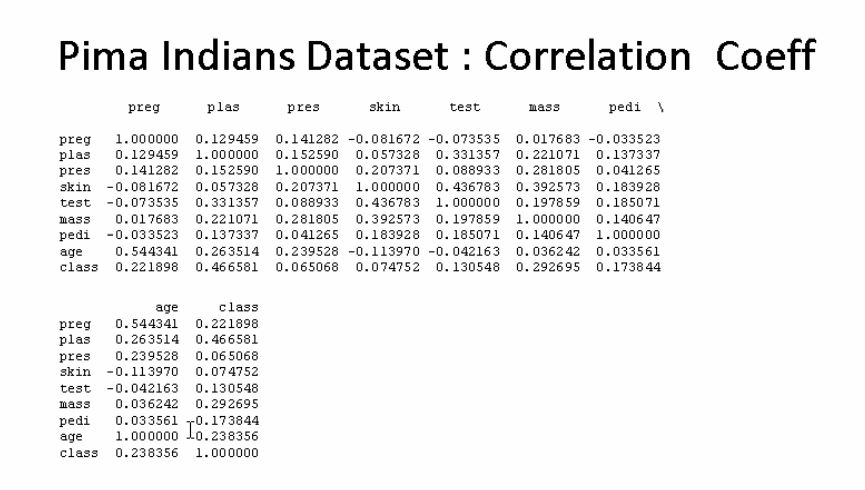 Pima Indians Dataset : Correlation Coeff
preg plas pres skin test mass pedi \
preg 1.000000 0.129459 0.141282 -0.081672 -0.073535 0.017683 -0.033523
plas 0.129459 1.000000 0.152590 0.057328 0.331357 0.221071 0.137337
pres 0.141282 0.152590 1.000000 0.207371 0.088933 0.281805 0.041265
skin -0.081672 0.057328 0.207371 1.000000 0.436783 0.392573 0.183928
test -0.073535 0.331357 0.088933 0.436783 1.000000 0.197859 0.185071
mass 0.017683 0.221071 0.281805 0.392573 0.197859 1.000000 0.140647
pedi -0.033523 0.137337 0.041265 0.183928 0.185071 0.140647 1.000000
age 0.544341 0.263514 0.239528 -0.113970 -0.042163 0.036242 0.033561
class 0.221898 0.466581 0.065068 0.074752 0.130548 0.292695 0.173844
age class
preg 0.544341 0.221898
plas 0.263514 0.466581
pres 0.239528 0.065068
skin -0.113970 0.074752
test -0.042163 0.130548
mass 0.036242 0.292695
pedi 0.033561 0.173844
age 1.000000 0.238356
class 0.238356 1.000000